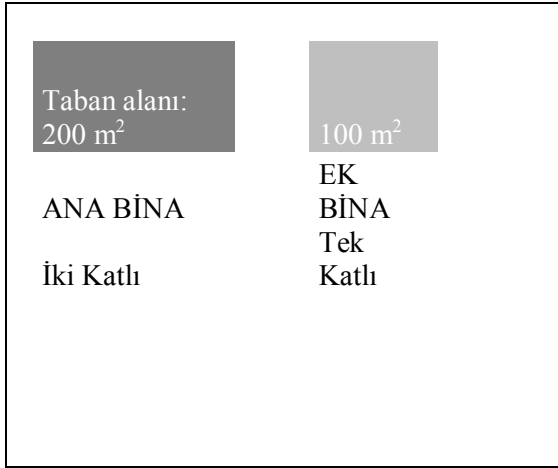 Taban alanı:
200 m²
ANA BİNA
İki Katlı
100 m²
EK
BİNA
Tek
Katlı